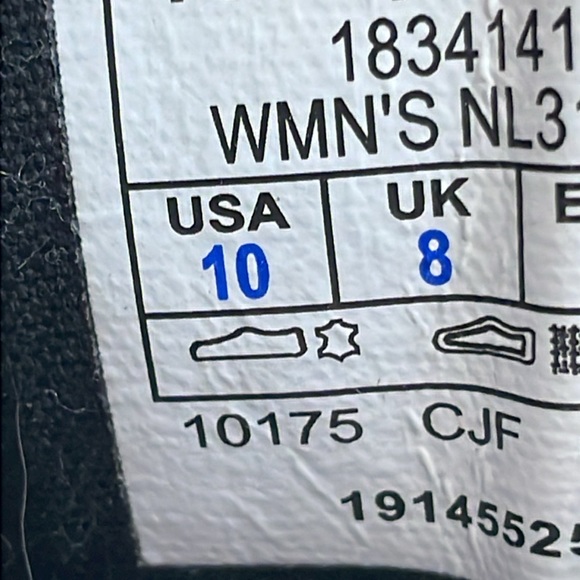 1834141
WMN'S NL3
USA UK E
10 8
10175 CJF
1914552